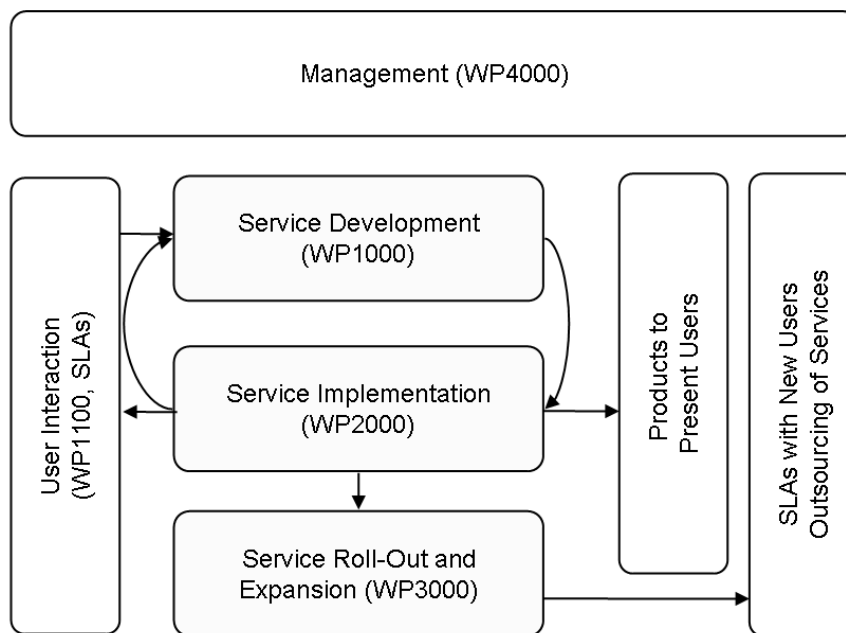 Management (WP4000)
User Interaction
(WP1100, SLAs)
Service Development
(WP1000)
Service Implementation
(WP2000)
Service Roll-Out and
Expansion (WP3000)
Products to
Present Users
SLAs with New Users
Outsourcing of Services